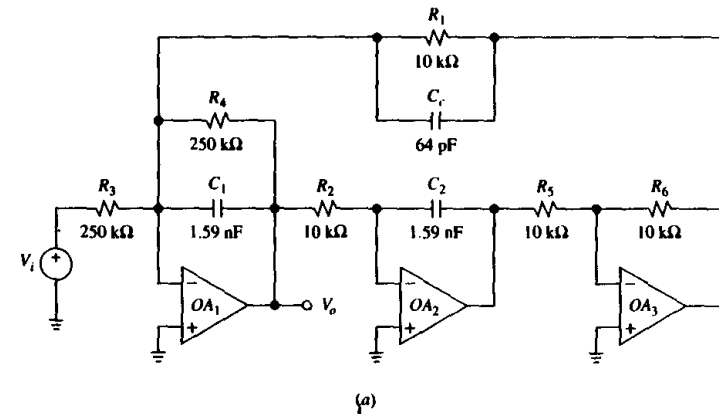 R₁
10 kΩ
C꜀
64 pF
R₄
250 kΩ
R₃
250 kΩ
C₁
1.59 nF
R₂
10 kΩ
C₂
1.59 nF
R₅
10 kΩ
R₆
10 kΩ
Vᵢ
+
−
OA₁
+
Vₒ
−
OA₂
+
−
OA₃
+
(a)